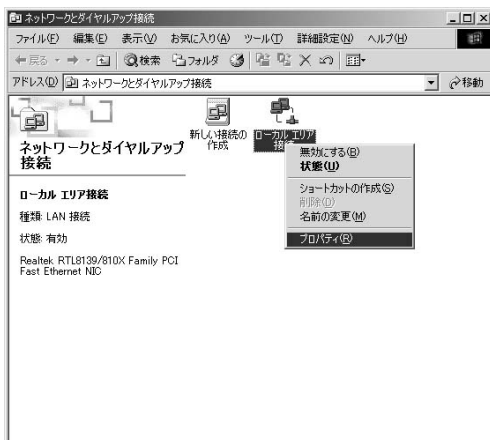 ネットワークとダイヤルアップ接続
ファイル(F) 編集(E) 表示(V) お気に入り(A) ツール(T) 詳細設定(N) ヘルプ(H)
戻る 検索 フォルダ
アドレス(D) ネットワークとダイヤルアップ接続 移動
ネットワークとダイヤルアップ
接続
ローカル エリア接続
種類: LAN 接続
状態: 有効
Realtek RTL8139/810X Family PCI
Fast Ethernet NIC
新しい接続の
作成
ローカル エリア
接続
無効にする(B)
状態(U)
ショートカットの作成(S)
削除(D)
名前の変更(M)
プロパティ(R)